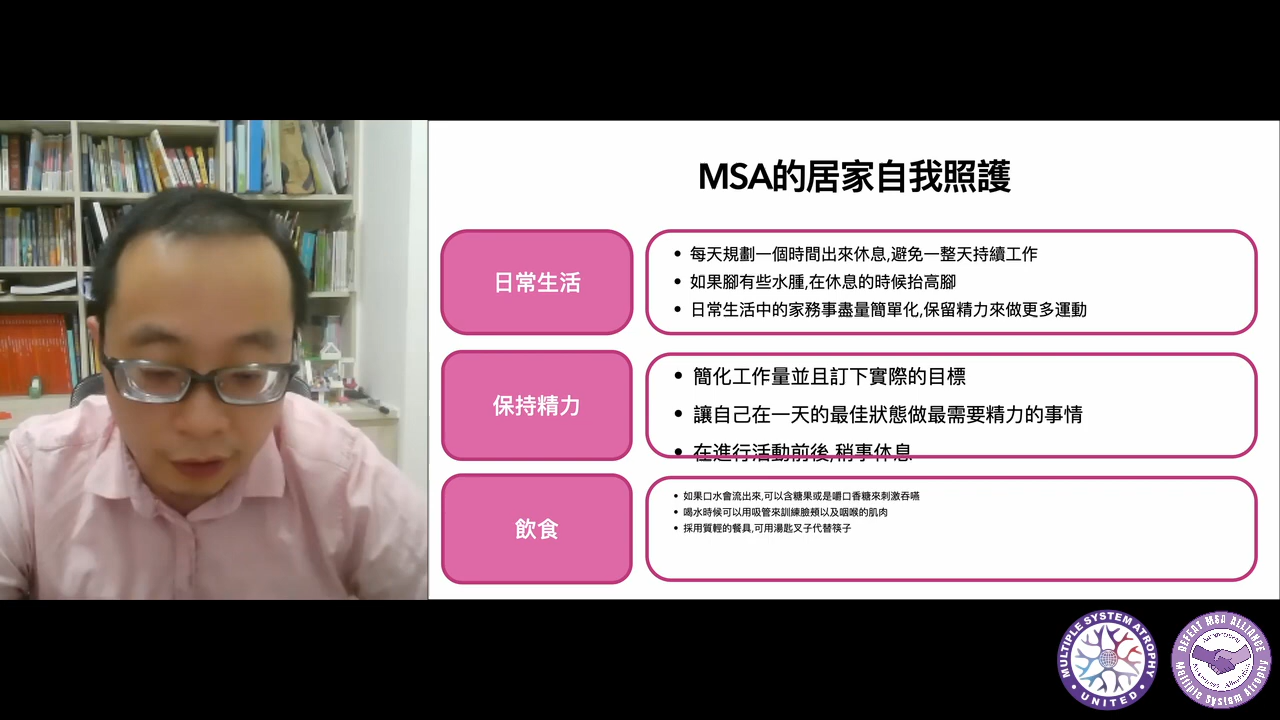 MSA的居家自我照護
日常生活
• 每天規劃一個時間出來休息,避免一整天持續工作
• 如果腳有些水腫,在休息的時候抬高腳
• 日常生活中的家務事盡量簡單化,保留精力來做更多運動
保持精力
• 簡化工作量並且訂下實際的目標
• 讓自己在一天的最佳狀態做最需要精力的事情
• 在進行活動前後,稍事休息
飲食
• 如果口水會流出來,可以含糖果或是嚼口香糖來刺激吞嚥
• 喝水時候可以用吸管來訓練臉頰以及咽喉的肌肉
• 採用質輕的餐具,可用湯匙叉子代替筷子
MULTIPLE SYSTEM ATROPHY
• UNITED •
DEFEAT MSA ALLIANCE
Multiple System Atrophy